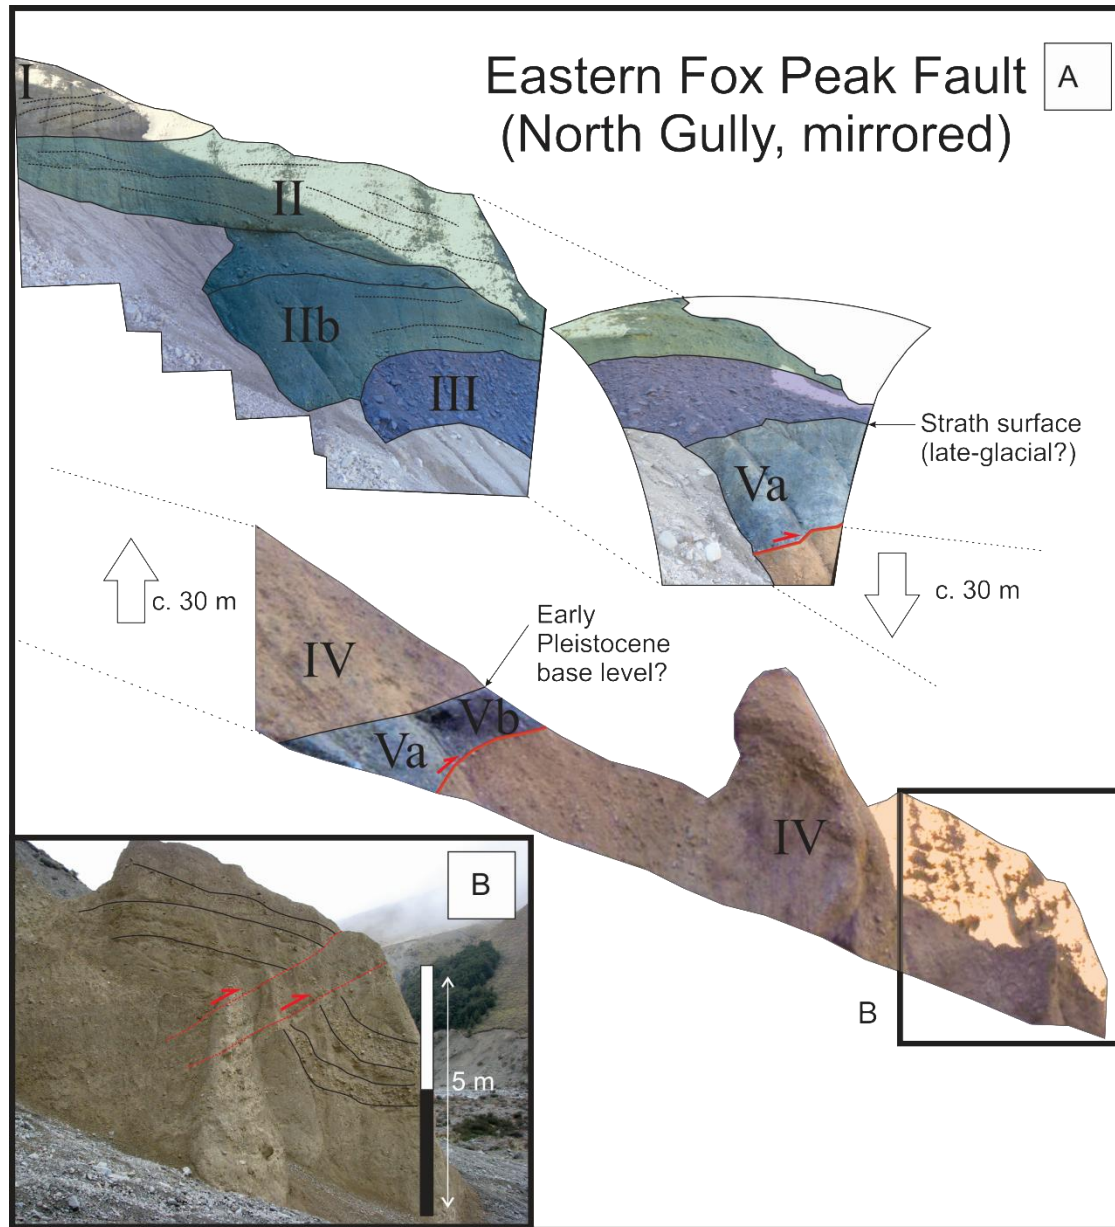 Eastern Fox Peak Fault
(North Gully, mirrored)
A
I
II
IIb
III
Va
Strath surface
(late-glacial?)
c. 30 m
c. 30 m
Early
Pleistocene
base level?
IV
Vb
Va
IV
B
B
5 m